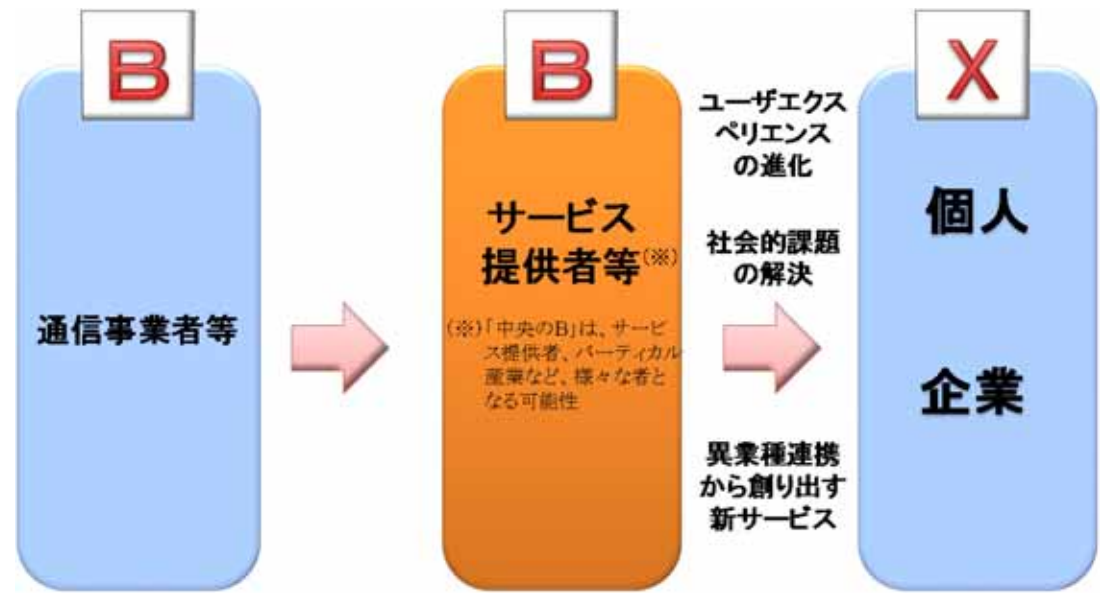 B
通信事業者等
B
サービス
提供者等(※)
(※)「中央のB」は、サービ
ス提供者、バーティカル
産業など、様々な者と
なる可能性
ユーザエクス
ペリエンス
の進化
社会的課題
の解決
異業種連携
から創り出す
新サービス
X
個人
企業